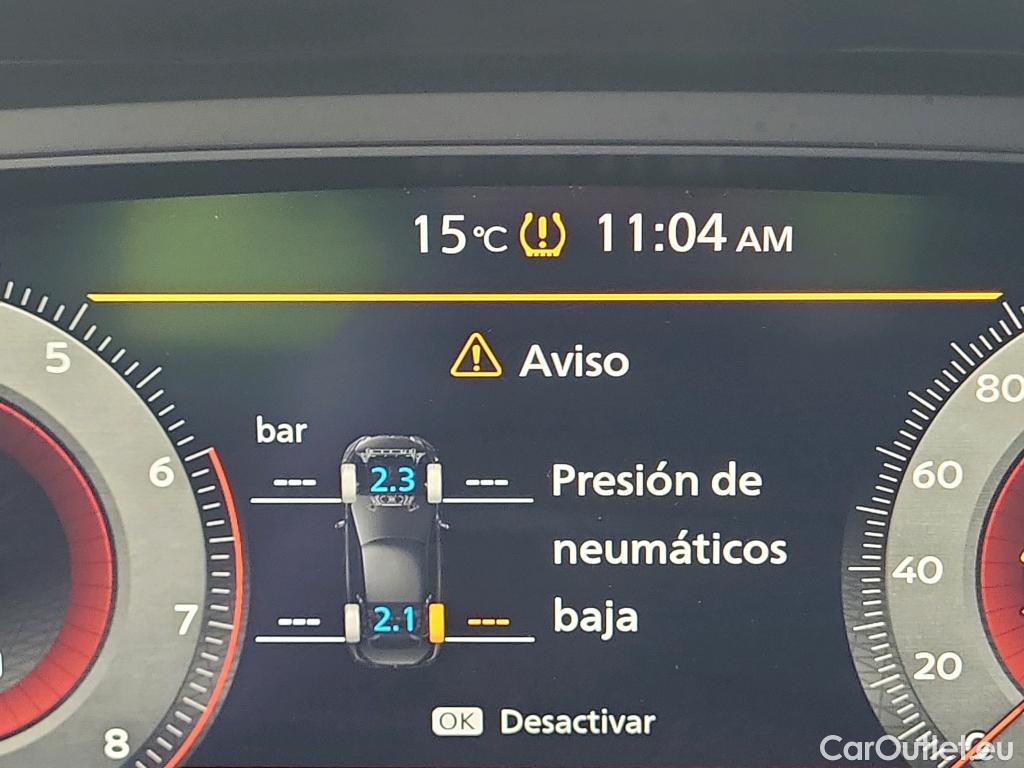 15°C 11:04 AM
Aviso
bar
--- 2.3 ---
Presión de
neumáticos
baja
--- 2.1 ---
OK Desactivar
5
6
7
8
80
60
40
20
0
CarOutlet.eu